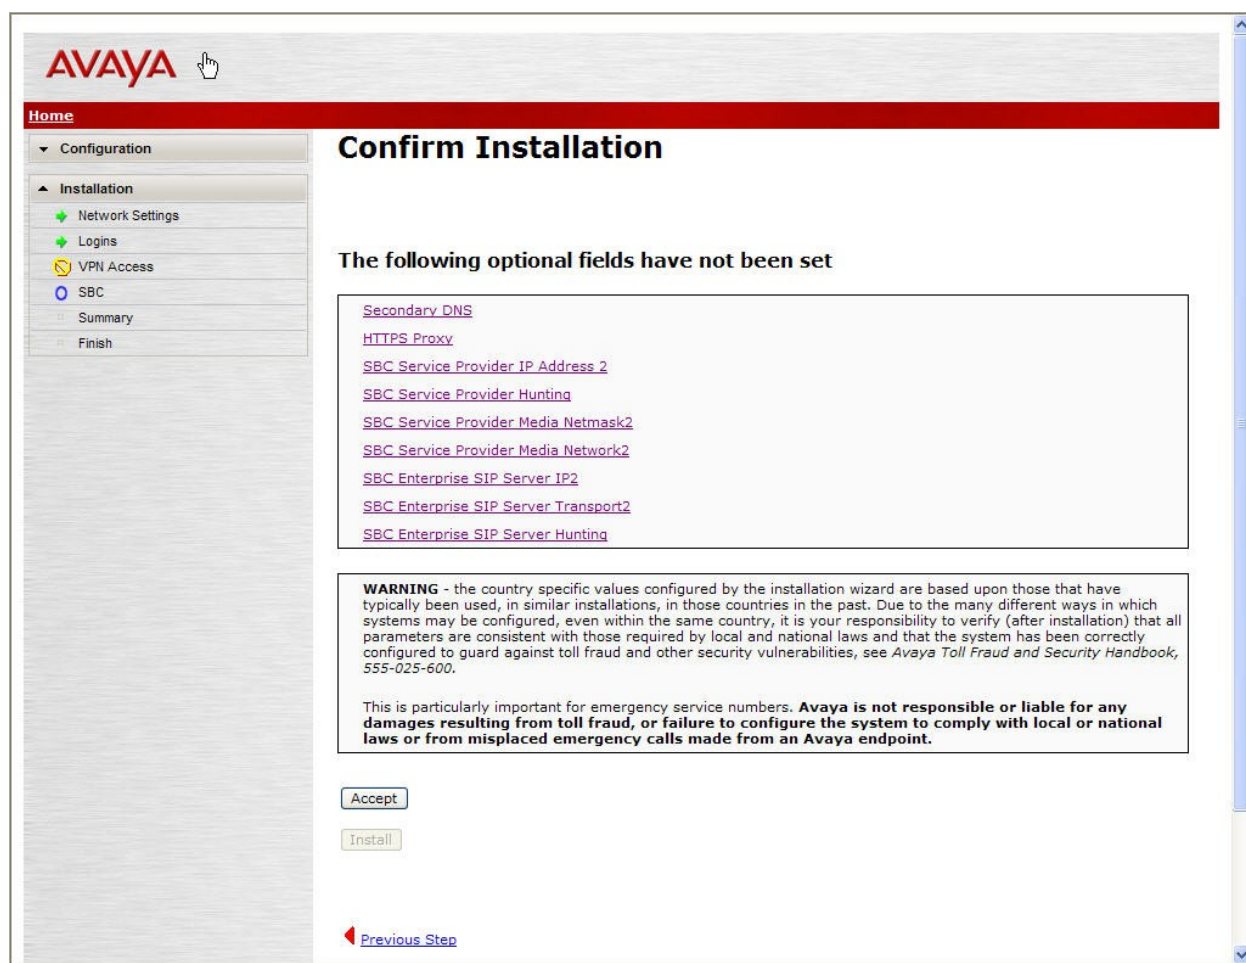 AVAYA
Home
Configuration
Installation
Network Settings
Logins
VPN Access
SBC
Summary
Finish
Confirm Installation
The following optional fields have not been set
Secondary DNS
HTTPS Proxy
SBC Service Provider IP Address 2
SBC Service Provider Hunting
SBC Service Provider Media Netmask2
SBC Service Provider Media Network2
SBC Enterprise SIP Server IP2
SBC Enterprise SIP Server Transport2
SBC Enterprise SIP Server Hunting
WARNING - the country specific values configured by the installation wizard are based upon those that have
typically been used, in similar installations, in those countries in the past. Due to the many different ways in which
systems may be configured, even within the same country, it is your responsibility to verify (after installation) that all
parameters are consistent with those required by local and national laws and that the system has been correctly
configured to guard against toll fraud and other security vulnerabilities, see Avaya Toll Fraud and Security Handbook,
555-025-600.
This is particularly important for emergency service numbers. Avaya is not responsible or liable for any
damages resulting from toll fraud, or failure to configure the system to comply with local or national
laws or from misplaced emergency calls made from an Avaya endpoint.
Accept
Install
Previous Step